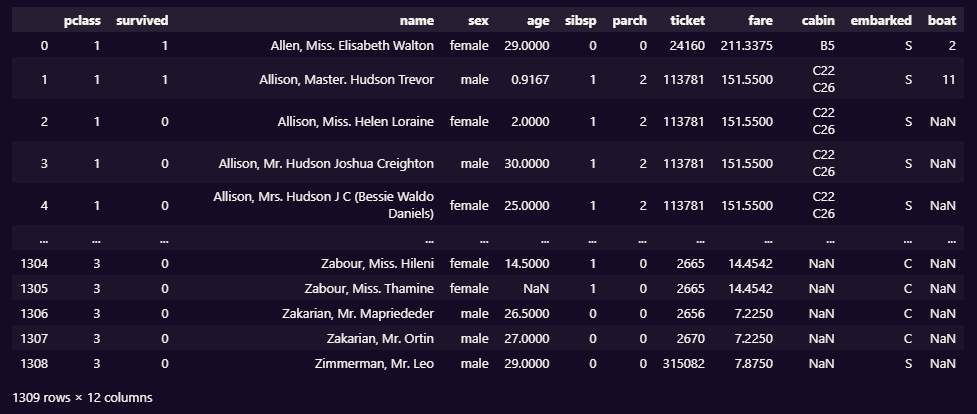 pclass survived name sex age sibsp parch ticket fare cabin embarked boat
0 1 1 Allen, Miss. Elisabeth Walton female 29.0000 0 0 24160 211.3375 B5 S 2
1 1 1 Allison, Master. Hudson Trevor male 0.9167 1 2 113781 151.5500 C22 C26 S 11
2 1 0 Allison, Miss. Helen Loraine female 2.0000 1 2 113781 151.5500 C22 C26 S NaN
3 1 0 Allison, Mr. Hudson Joshua Creighton male 30.0000 1 2 113781 151.5500 C22 C26 S NaN
4 1 0 Allison, Mrs. Hudson J C (Bessie Waldo Daniels) female 25.0000 1 2 113781 151.5500 C22 C26 S NaN
... ... ... ... ... ... ... ... ... ... ... ... ...
1304 3 0 Zabour, Miss. Hileni female 14.5000 1 0 2665 14.4542 NaN C NaN
1305 3 0 Zabour, Miss. Thamine female NaN 1 0 2665 14.4542 NaN C NaN
1306 3 0 Zakarian, Mr. Mapriededer male 26.5000 0 0 2656 7.2250 NaN C NaN
1307 3 0 Zakarian, Mr. Ortin male 27.0000 0 0 2670 7.2250 NaN C NaN
1308 3 0 Zimmerman, Mr. Leo male 29.0000 0 0 315082 7.8750 NaN S NaN
1309 rows × 12 columns